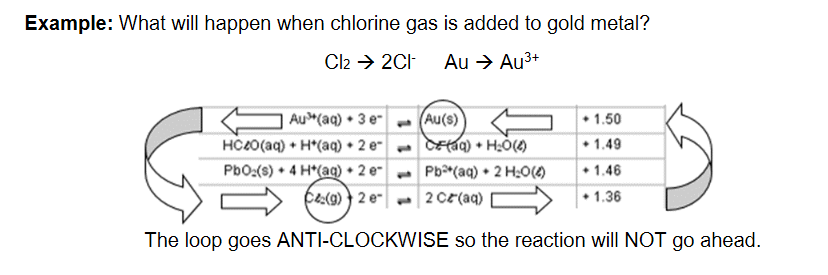 Example: What will happen when chlorine gas is added to gold metal?
Cl₂ → 2Cl⁻ Au → Au³⁺
Au³⁺(aq) + 3 e⁻ ⇌ Au(s) + 1.50
HCℓO(aq) + H⁺(aq) + 2 e⁻ ⇌ Cℓ⁻(aq) + H₂O(ℓ) + 1.49
PbO₂(s) + 4 H⁺(aq) + 2 e⁻ ⇌ Pb²⁺(aq) + 2 H₂O(ℓ) + 1.46
Cℓ₂(g) + 2 e⁻ ⇌ 2 Cℓ⁻(aq) + 1.36
The loop goes ANTI-CLOCKWISE so the reaction will NOT go ahead.